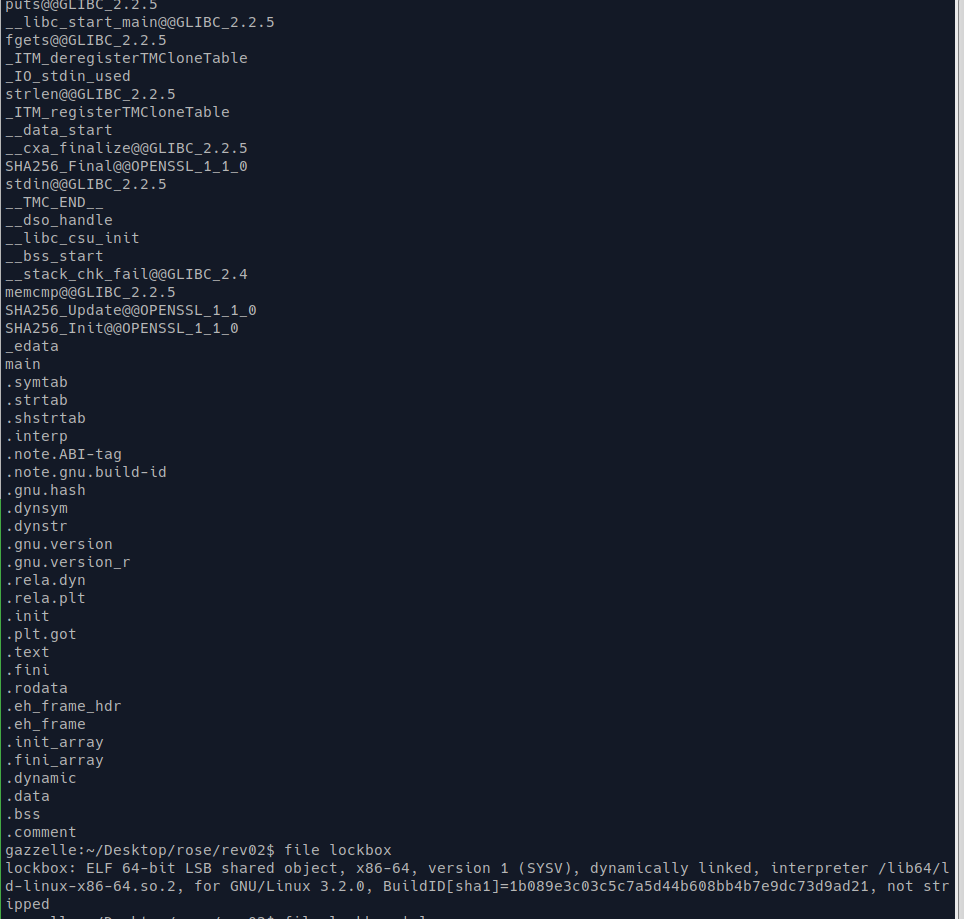 puts@@GLIBC_2.2.5
__libc_start_main@@GLIBC_2.2.5
fgets@@GLIBC_2.2.5
_ITM_deregisterTMCloneTable
_IO_stdin_used
strlen@@GLIBC_2.2.5
_ITM_registerTMCloneTable
__data_start
__cxa_finalize@@GLIBC_2.2.5
SHA256_Final@@OPENSSL_1_1_0
stdin@@GLIBC_2.2.5
__TMC_END__
__dso_handle
__libc_csu_init
__bss_start
__stack_chk_fail@@GLIBC_2.4
memcmp@@GLIBC_2.2.5
SHA256_Update@@OPENSSL_1_1_0
SHA256_Init@@OPENSSL_1_1_0
_edata
main
.symtab
.strtab
.shstrtab
.interp
.note.ABI-tag
.note.gnu.build-id
.gnu.hash
.dynsym
.dynstr
.gnu.version
.gnu.version_r
.rela.dyn
.rela.plt
.init
.plt.got
.text
.fini
.rodata
.eh_frame_hdr
.eh_frame
.init_array
.fini_array
.dynamic
.data
.bss
.comment
gazzelle:~/Desktop/rose/rev02$ file lockbox
lockbox: ELF 64-bit LSB shared object, x86-64, version 1 (SYSV), dynamically linked, interpreter /lib64/l
d-linux-x86-64.so.2, for GNU/Linux 3.2.0, BuildID[sha1]=1b089e3c03c5c7a5d44b608bb4b7e9dc73d9ad21, not str
ipped